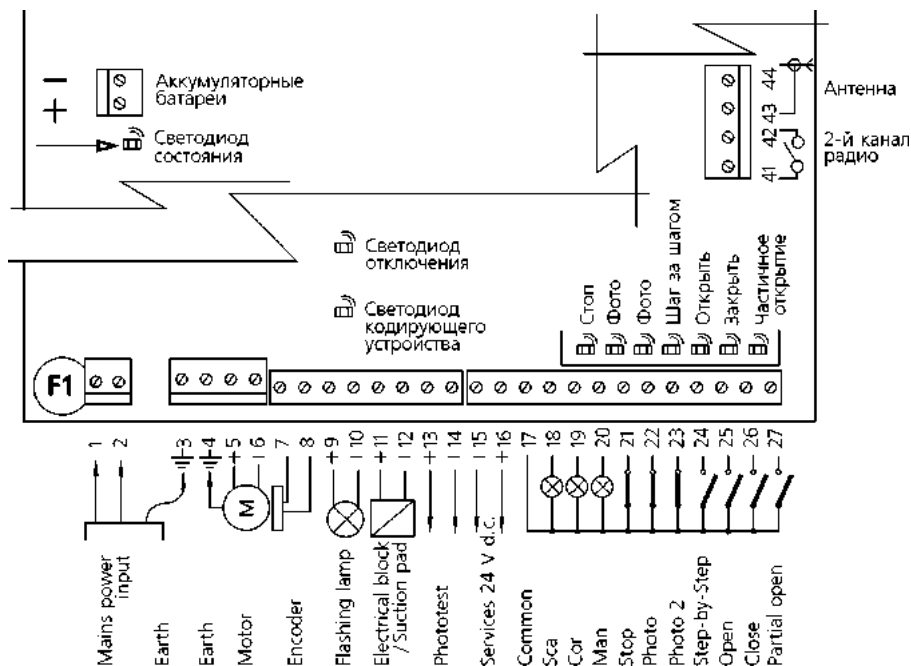 −
+
Аккумуляторные
батареи
Светодиод
состояния
44
43
42
41
Антенна
2-й канал
радио
Светодиод
отключения
Светодиод
кодирующего
устройства
Стоп
Фото
Фото
Шаг за шагом
Открыть
Закрыть
Частичное
открытие
F1
1
2
3
4
+5
−6
7
8
+9
−10
+11
−12
+13
−14
−15
+16
17
18
19
20
21
22
23
24
25
26
27
M
Mains power
input
Earth
Earth
Motor
Encoder
Flashing lamp
Electrical block
/ Suction pad
Phototest
Services 24 V d.c.
Common
Sca
Cor
Man
Stop
Photo
Photo 2
Step-by-Step
Open
Close
Partial open